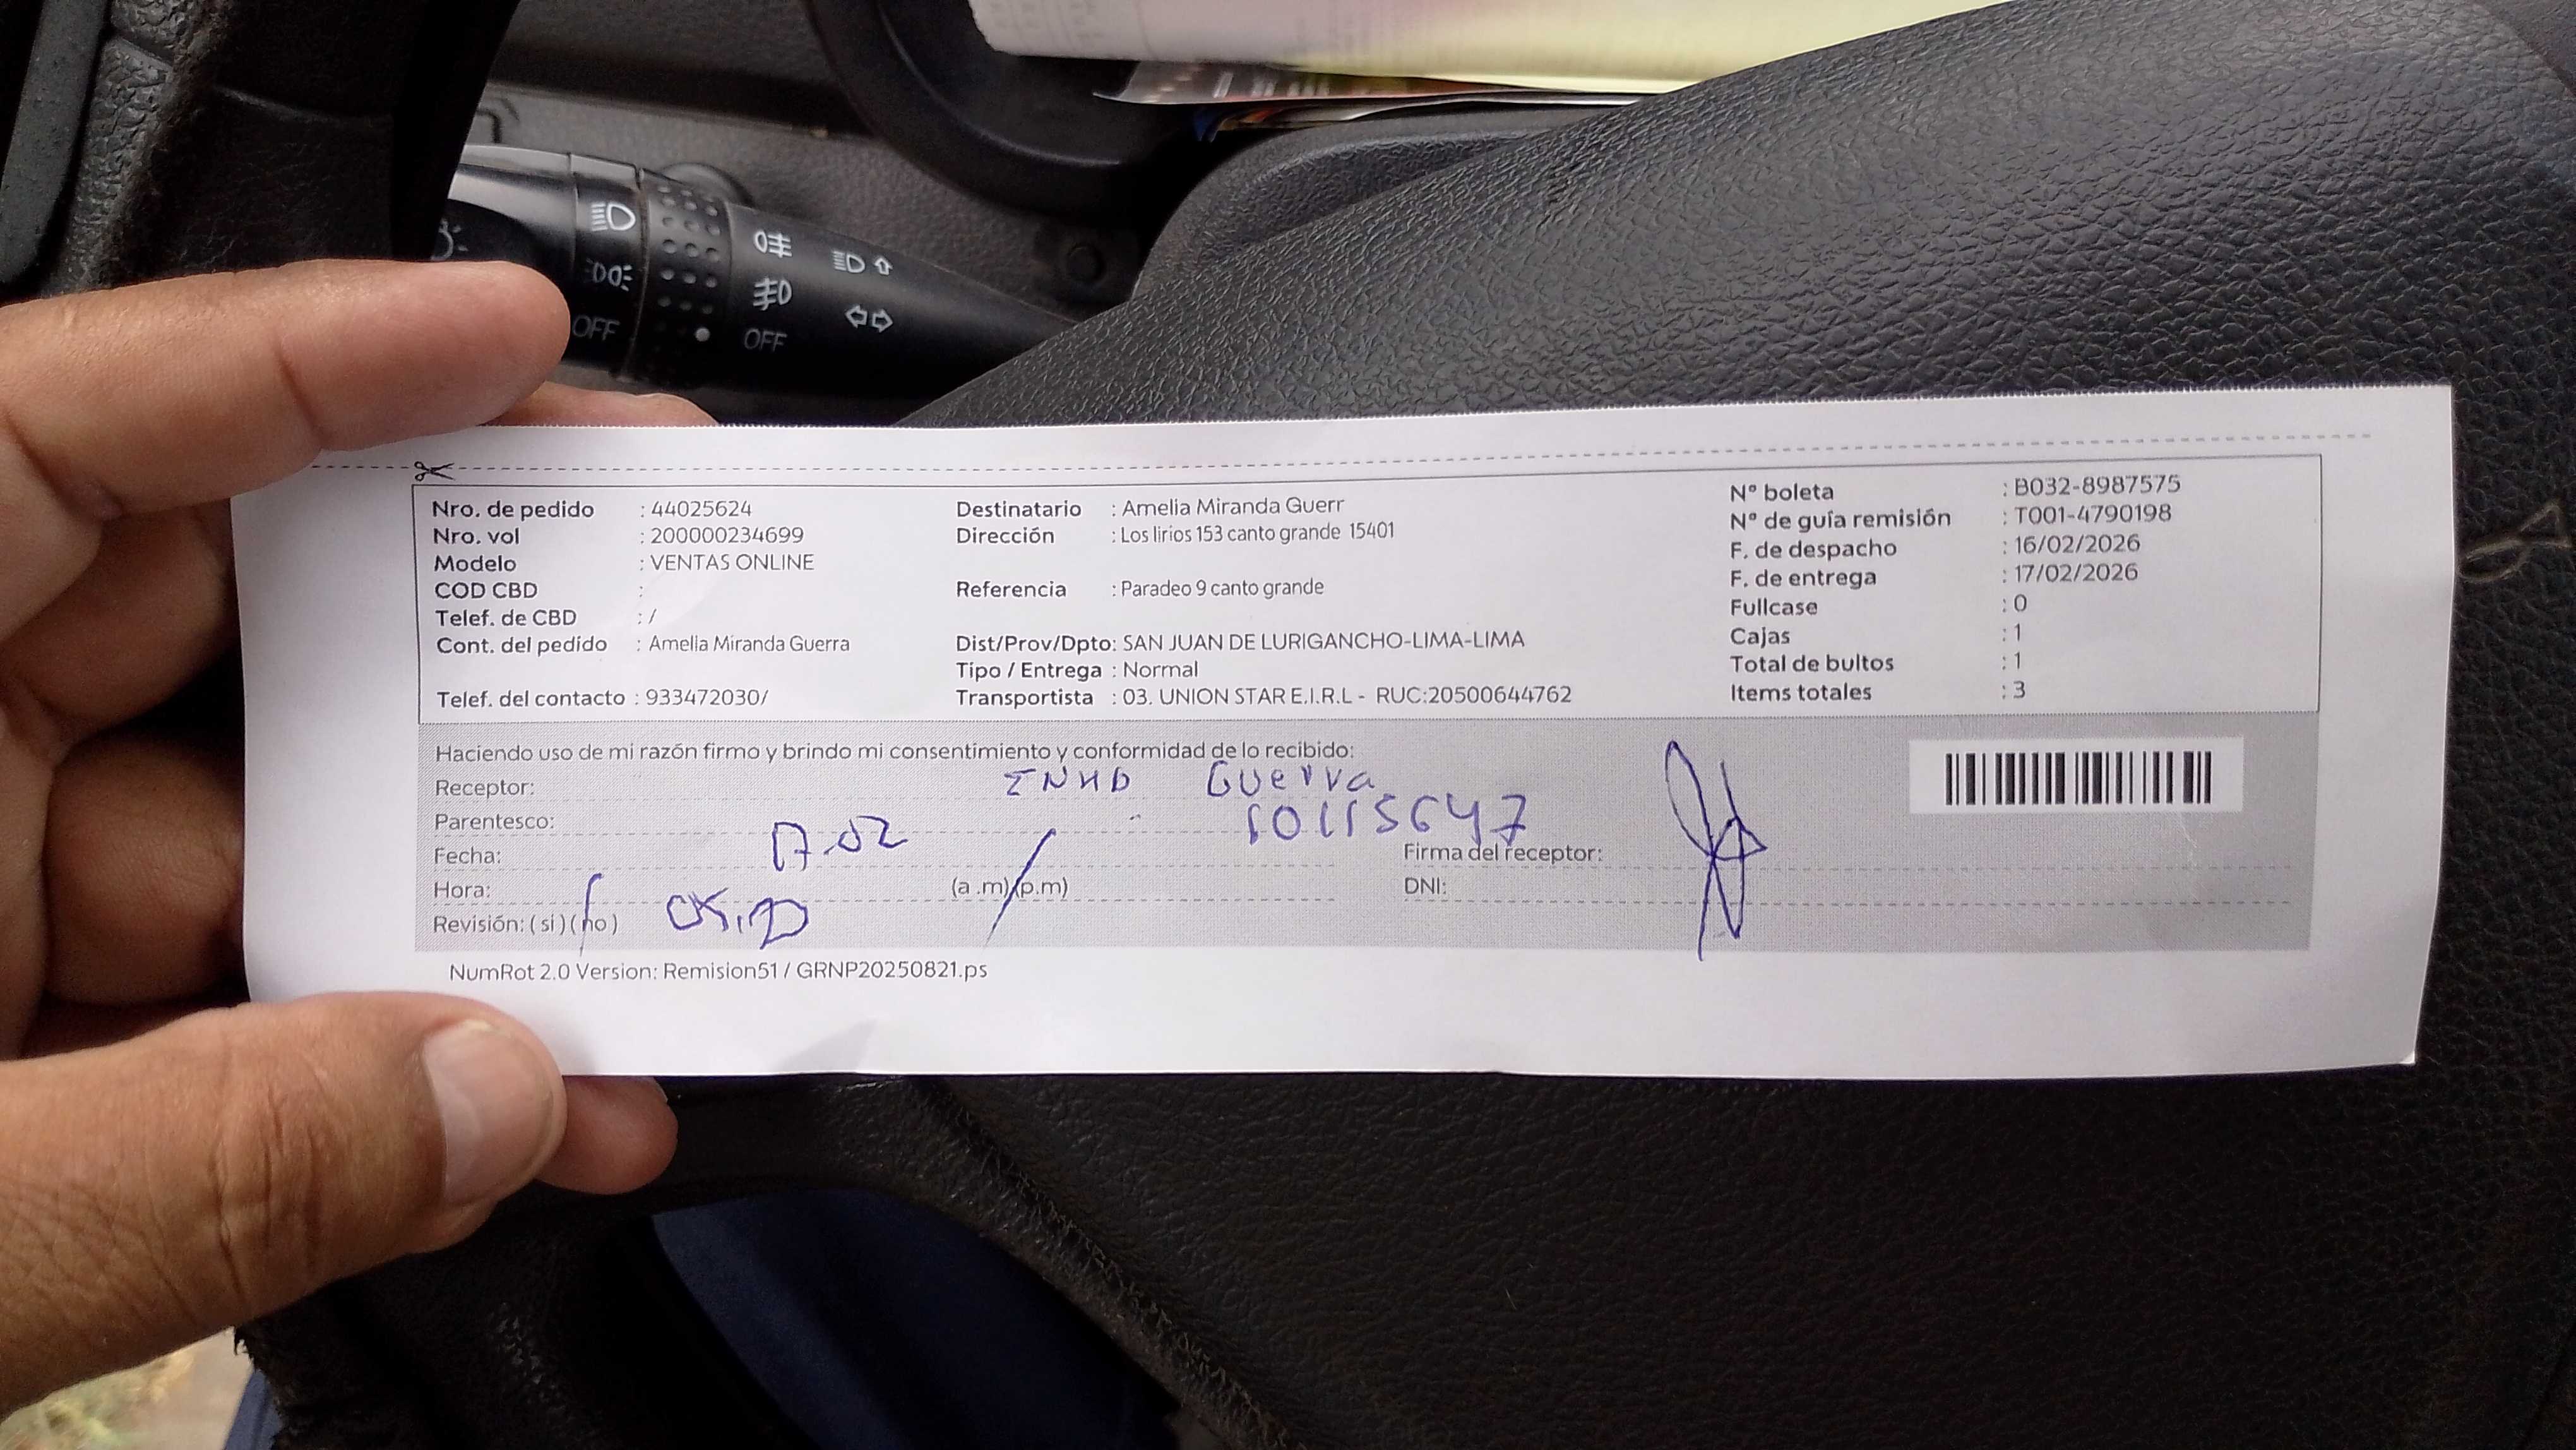 OFF OFF
Nro. de pedido : 44025624
Nro. vol : 200000234699
Modelo : VENTAS ONLINE
COD CBD :
Telef. de CBD : /
Cont. del pedido : Amelia Miranda Guerra
Telef. del contacto : 933472030/
Destinatario : Amelia Miranda Guerr
Dirección : Los lirios 153 canto grande 15401
Referencia : Paradeo 9 canto grande
Dist/Prov/Dpto: SAN JUAN DE LURIGANCHO-LIMA-LIMA
Tipo / Entrega : Normal
Transportista : 03. UNION STAR E.I.R.L - RUC:20500644762
Nº boleta : B032-8987575
Nº de guía remisión : T001-4790198
F. de despacho : 16/02/2026
F. de entrega : 17/02/2026
Fullcase : 0
Cajas : 1
Total de bultos : 1
Items totales : 3
Haciendo uso de mi razón firmo y brindo mi consentimiento y conformidad de lo recibido:
Receptor: Guerra
Parentesco:
Fecha: 17.02
Firma del receptor:
Hora: (a .m)(p.m)
DNI:
Revisión: ( si ) ( no )
NumRot 2.0 Version: Remision51 / GRNP20250821.ps